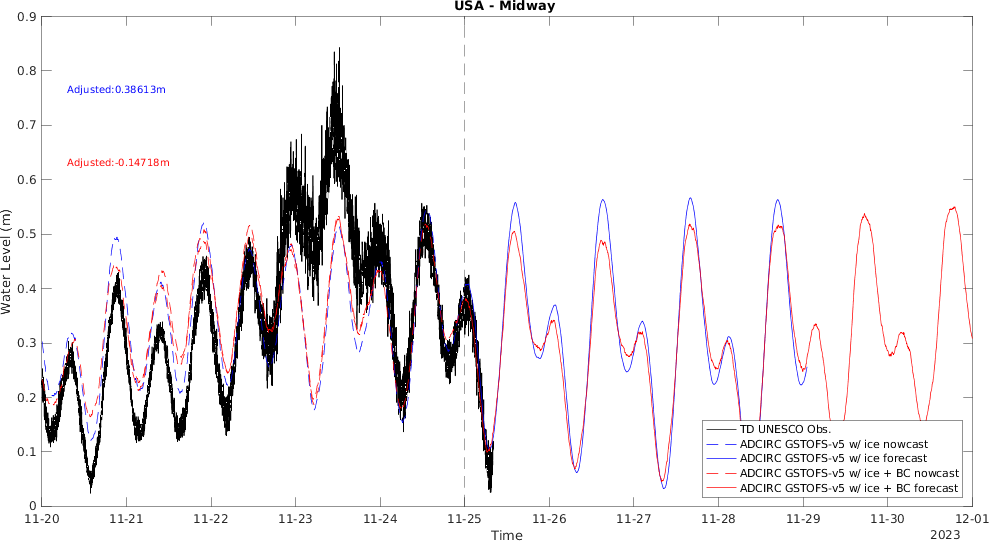 USA - Midway
0.9
0.8
0.7
0.6
0.5
0.4
0.3
0.2
0.1
0
Water Level (m)
Adjusted:0.38613m
Adjusted:-0.14718m
TD UNESCO Obs.
ADCIRC GSTOFS-v5 w/ ice nowcast
ADCIRC GSTOFS-v5 w/ ice forecast
ADCIRC GSTOFS-v5 w/ ice + BC nowcast
ADCIRC GSTOFS-v5 w/ ice + BC forecast
11-20 11-21 11-22 11-23 11-24 11-25 11-26 11-27 11-28 11-29 11-30 12-01
Time
2023